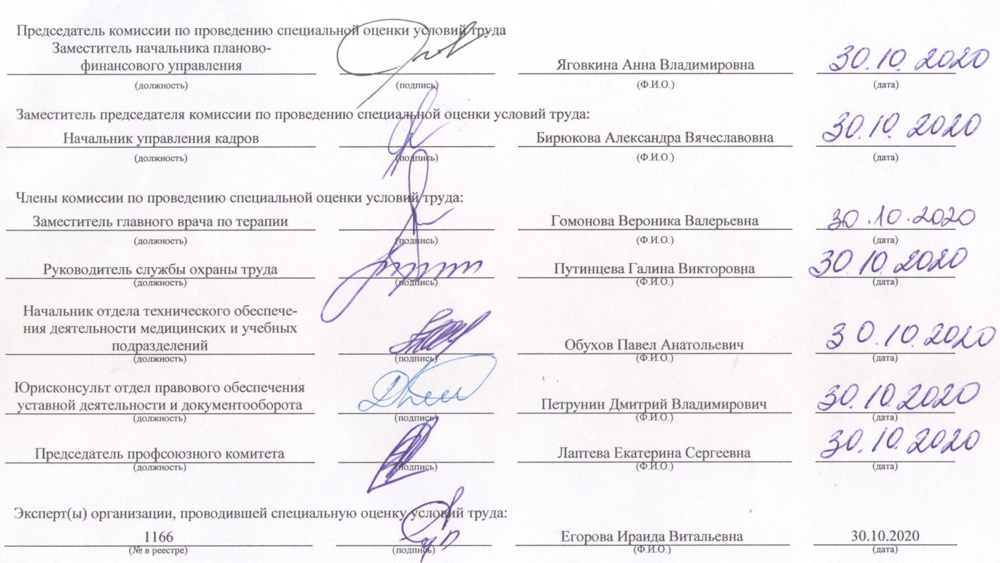 Председатель комиссии по проведению специальной оценки условий труда
Заместитель начальника планово-
финансового управления Яговкина Анна Владимировна 30.10.2020
(должность) (подпись) (Ф.И.О.) (дата)
Заместитель председателя комиссии по проведению специальной оценки условий труда:
Начальник управления кадров Бирюкова Александра Вячеславовна 30.10.2020
(должность) (подпись) (Ф.И.О.) (дата)
Члены комиссии по проведению специальной оценки условий труда:
Заместитель главного врача по терапии Гомонова Вероника Валерьевна 30.10.2020
(должность) (подпись) (Ф.И.О.) (дата)
Руководитель службы охраны труда Путинцева Галина Викторовна 30.10.2020
(должность) (подпись) (Ф.И.О.) (дата)
Начальник отдела технического обеспече-
ния деятельности медицинских и учебных
подразделений Обухов Павел Анатольевич 30.10.2020
(должность) (подпись) (Ф.И.О.) (дата)
Юрисконсульт отдел правового обеспечения
уставной деятельности и документооборота Петрунин Дмитрий Владимирович 30.10.2020
(должность) (подпись) (Ф.И.О.) (дата)
Председатель профсоюзного комитета Лаптева Екатерина Сергеевна 30.10.2020
(должность) (подпись) (Ф.И.О.) (дата)
Эксперт(ы) организации, проводившей специальную оценку условий труда:
1166 Егорова Ираида Витальевна 30.10.2020
(№ в реестре) (подпись) (Ф.И.О.) (дата)